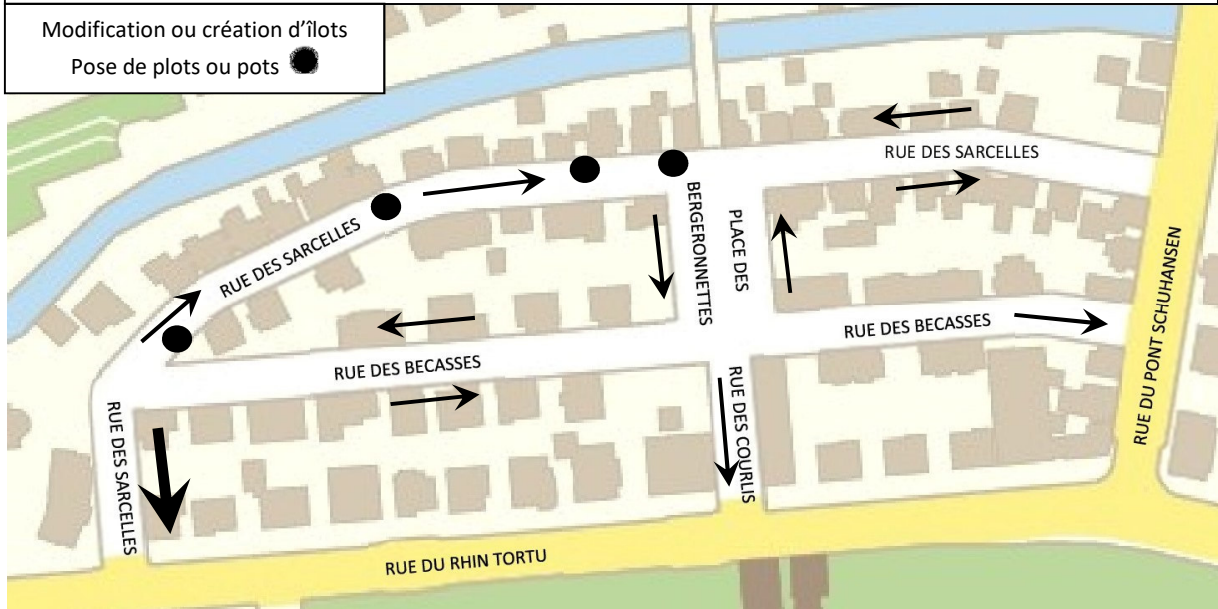 Modification ou création d’îlots
Pose de plots ou pots
RUE DES SARCELLES
RUE DES SARCELLES
BERGERONNETTES
PLACE DES
RUE DES BECASSES
RUE DES BECASSES
RUE DES SARCELLES
RUE DES COURLIS
RUE DU PONT SCHUHANSEN
RUE DU RHIN TORTU